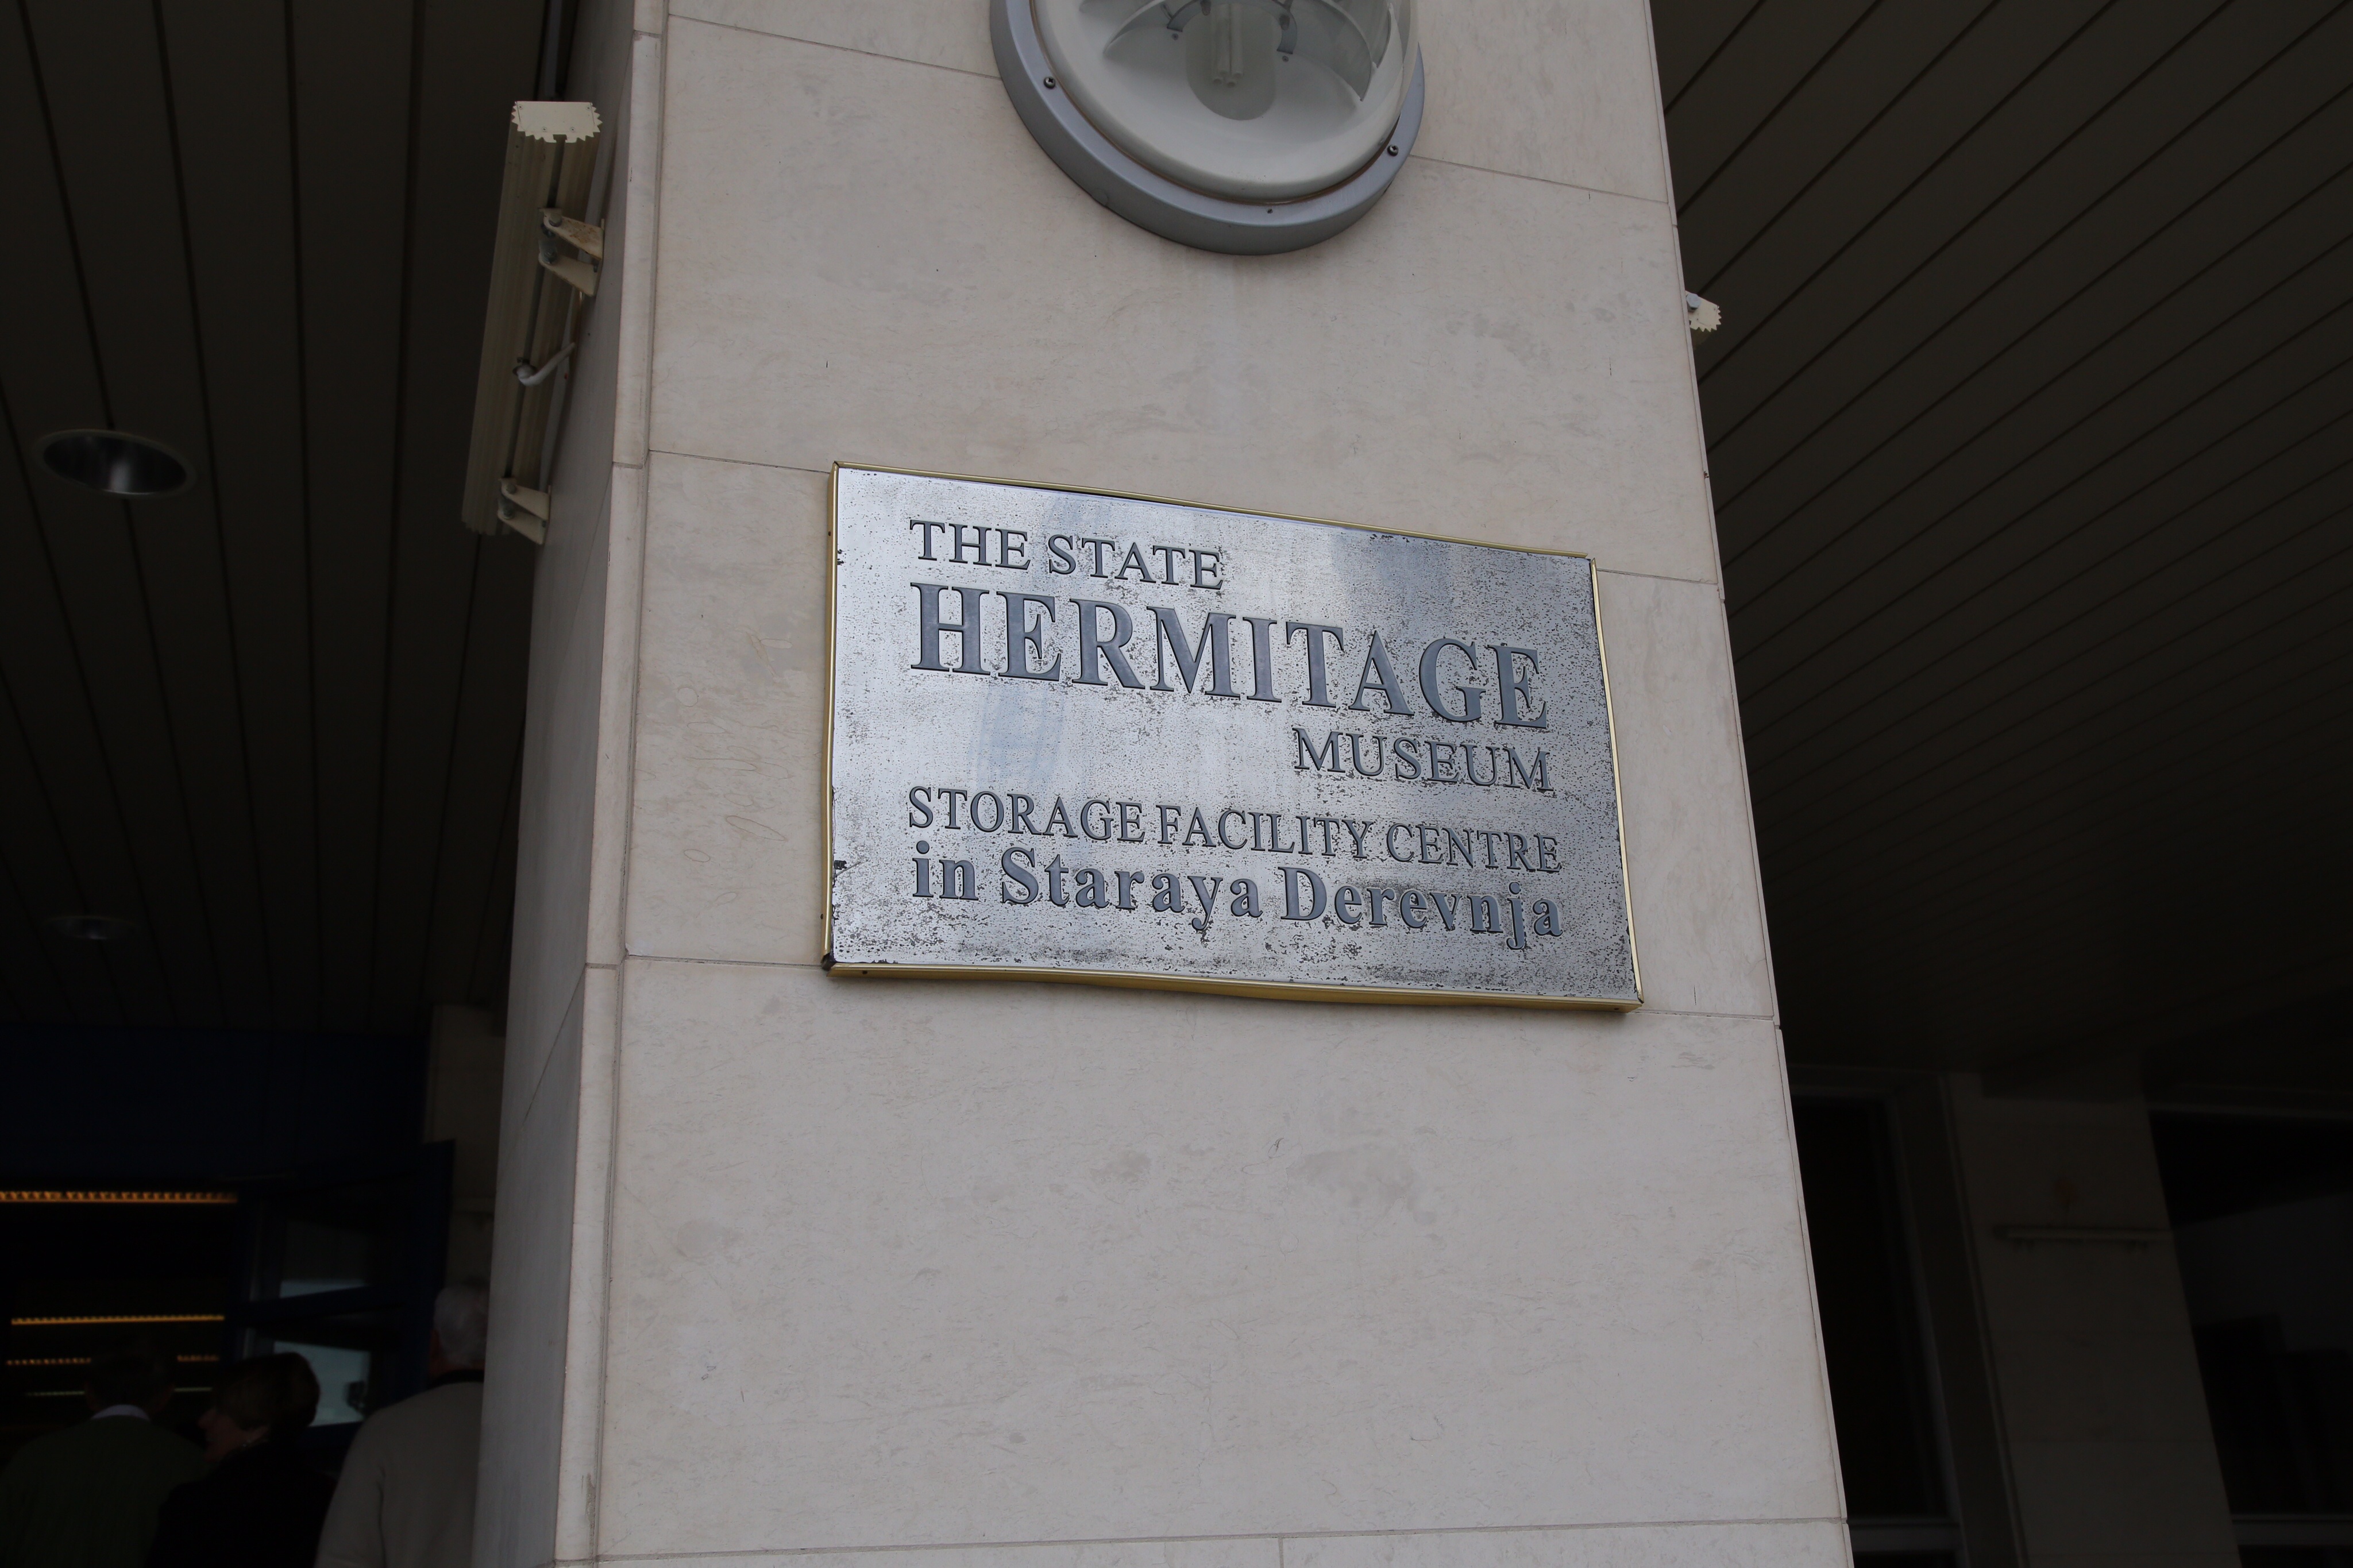 THE STATE
HERMITAGE
MUSEUM
STORAGE FACILITY CENTRE
in Staraya Derevnja